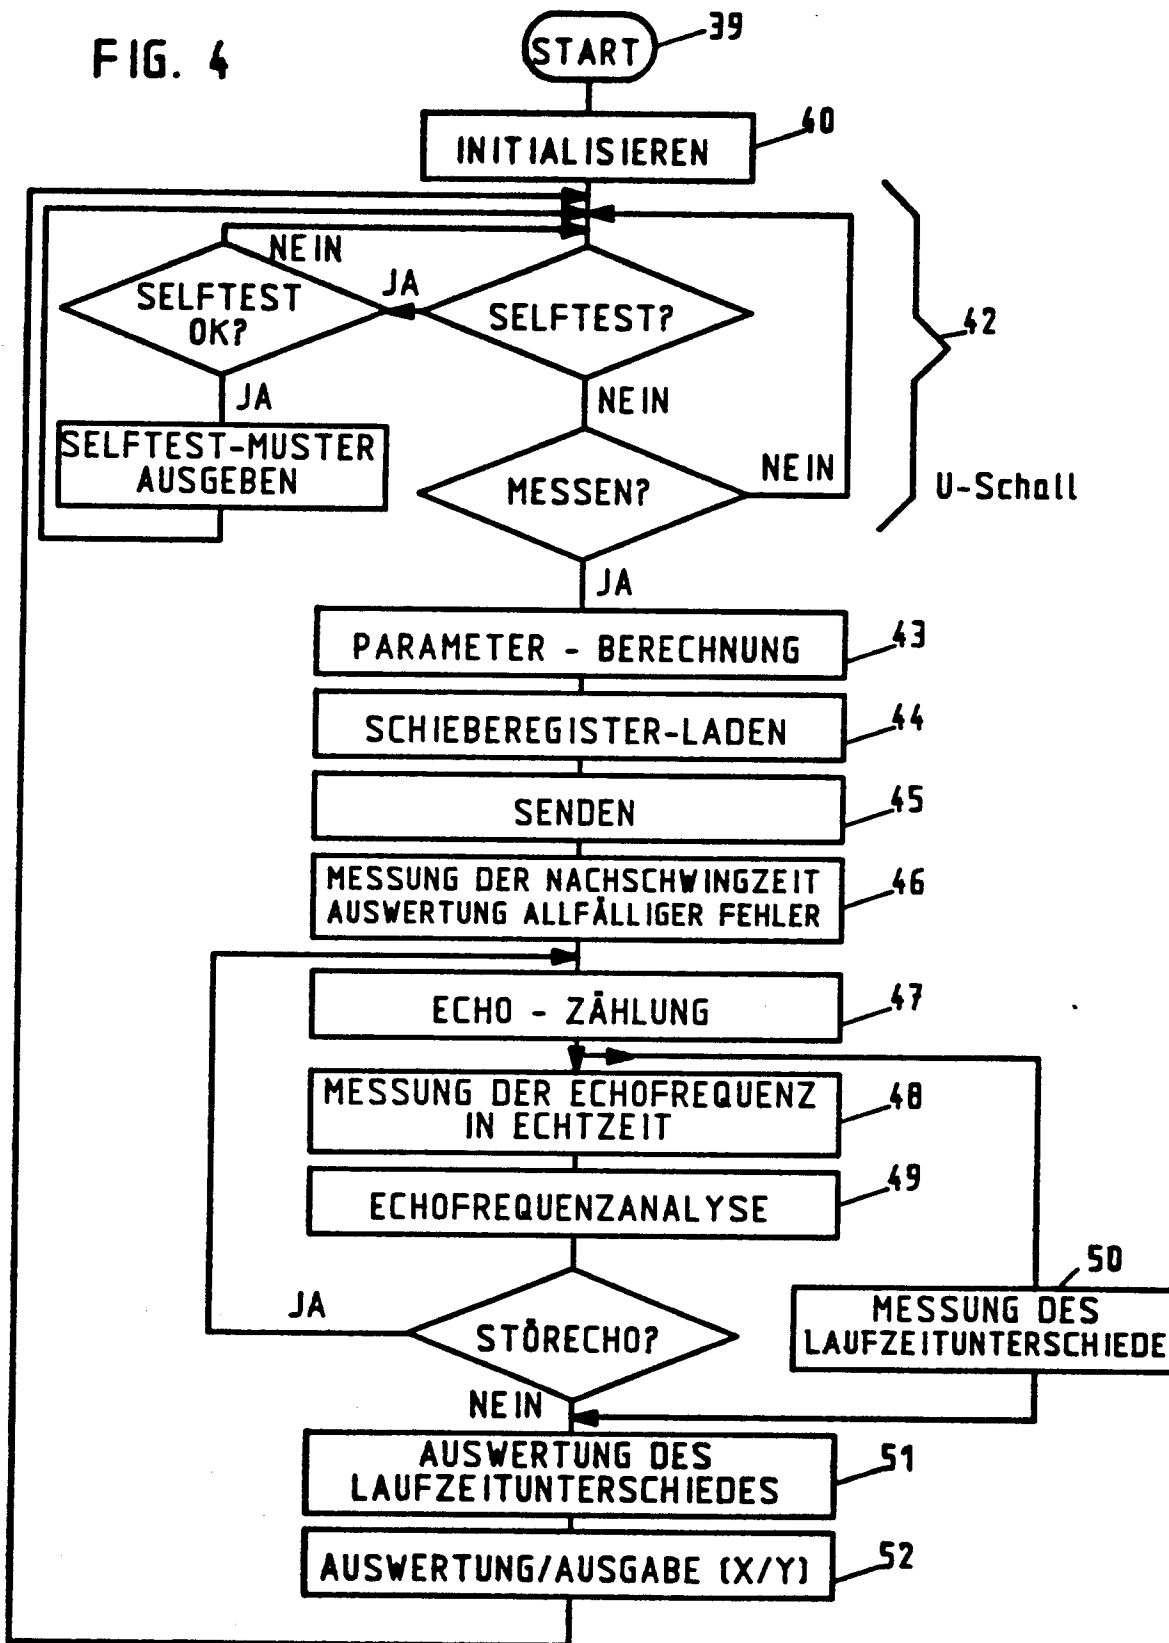 FIG. 4
START
39
INITIALISIEREN
40
NEIN
JA
SELFTEST
OK?
SELFTEST?
42
JA
NEIN
SELFTEST-MUSTER
AUSGEBEN
MESSEN?
NEIN
U-Schall
JA
PARAMETER - BERECHNUNG
43
SCHIEBEREGISTER-LADEN
44
SENDEN
45
MESSUNG DER NACHSCHWINGZEIT
AUSWERTUNG ALLFÄLLIGER FEHLER
46
ECHO - ZÄHLUNG
47
MESSUNG DER ECHOFREQUENZ
IN ECHTZEIT
48
ECHOFREQUENZANALYSE
49
JA
STÖRECHO?
50
MESSUNG DES
LAUFZEITUNTERSCHIEDE
NEIN
AUSWERTUNG DES
LAUFZEITUNTERSCHIEDES
51
AUSWERTUNG/AUSGABE (X/Y)
52